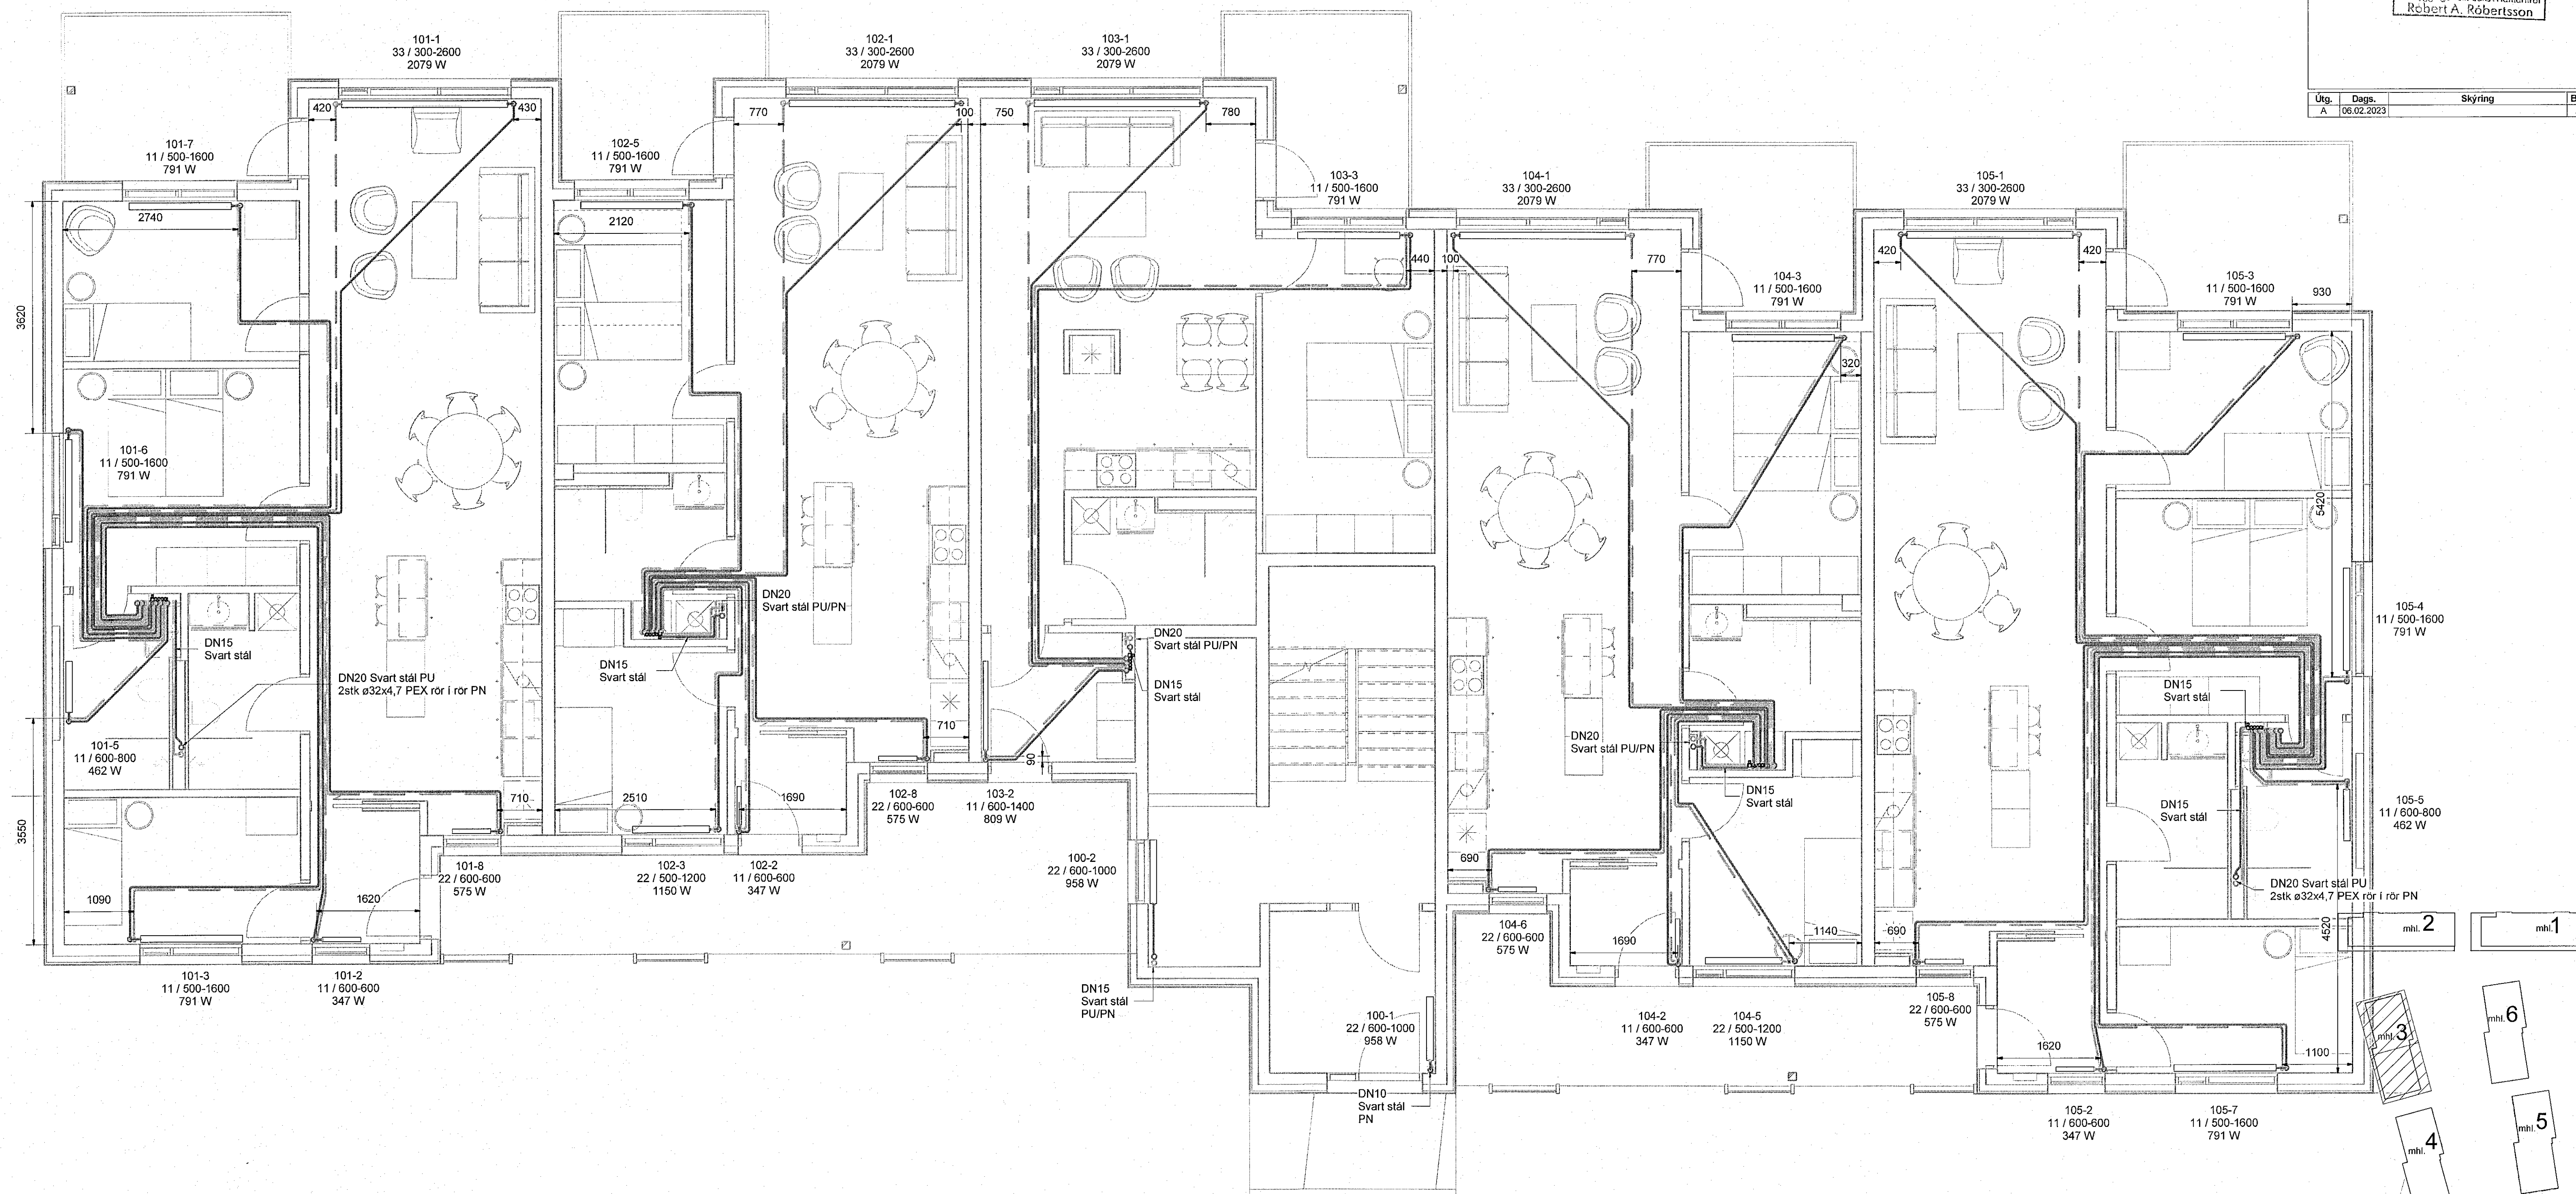 Róbert A. Róbertsson
Útg. Dags. Skýring
A 06.02.2023
101-1
33 / 300-2600
2079 W
102-1
33 / 300-2600
2079 W
103-1
33 / 300-2600
2079 W
420
430
770
100
750
780
101-7
11 / 500-1600
791 W
102-5
11 / 500-1600
791 W
103-3
11 / 500-1600
791 W
104-1
33 / 300-2600
2079 W
105-1
33 / 300-2600
2079 W
2740
2120
440
100
770
420
420
104-3
11 / 500-1600
791 W
105-3
11 / 500-1600
791 W
930
3620
320
101-6
11 / 500-1600
791 W
5420
DN20
Svart stál PU/PN
DN15
Svart stál
DN15
Svart stál
DN20
Svart stál PU/PN
DN15
Svart stál
DN20 Svart stál PU
2stk ø32x4,7 PEX rör í rör PN
105-4
11 / 500-1600
791 W
DN15
Svart stál
DN20
Svart stál PU/PN
DN15
Svart stál
DN15
Svart stál
101-5
11 / 600-800
462 W
710
90
710
2510
1690
102-8
22 / 600-600
575 W
103-2
11 / 600-1400
809 W
105-5
11 / 600-800
462 W
3550
1090
1620
101-8
22 / 600-600
575 W
102-3
22 / 500-1200
1150 W
102-2
11 / 600-600
347 W
100-2
22 / 600-1000
958 W
690
DN20 Svart stál PU
2stk ø32x4,7 PEX rör í rör PN
104-6
22 / 600-600
575 W
1690
1140
690
4520
mhl. 2
mhl. 1
101-3
11 / 500-1600
791 W
101-2
11 / 600-600
347 W
DN15
Svart stál
PU/PN
100-1
22 / 600-1000
958 W
104-2
11 / 600-600
347 W
104-5
22 / 500-1200
1150 W
105-8
22 / 600-600
575 W
1620
1100
mhl. 3
mhl. 6
DN10
Svart stál
PN
105-2
11 / 600-600
347 W
105-7
11 / 500-1600
791 W
mhl. 4
mhl. 5